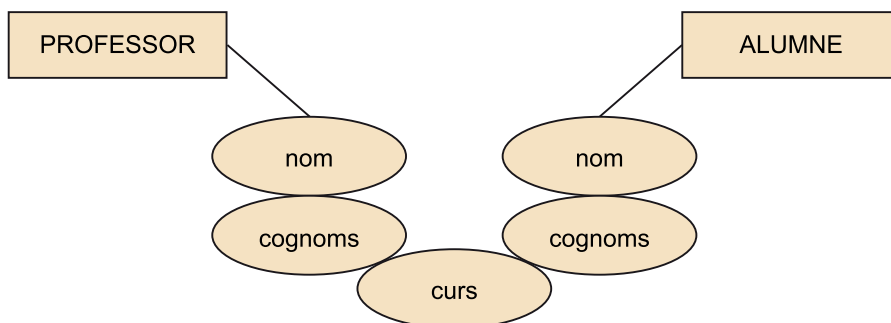 PROFESSOR
ALUMNE
nom
nom
cognoms
cognoms
curs